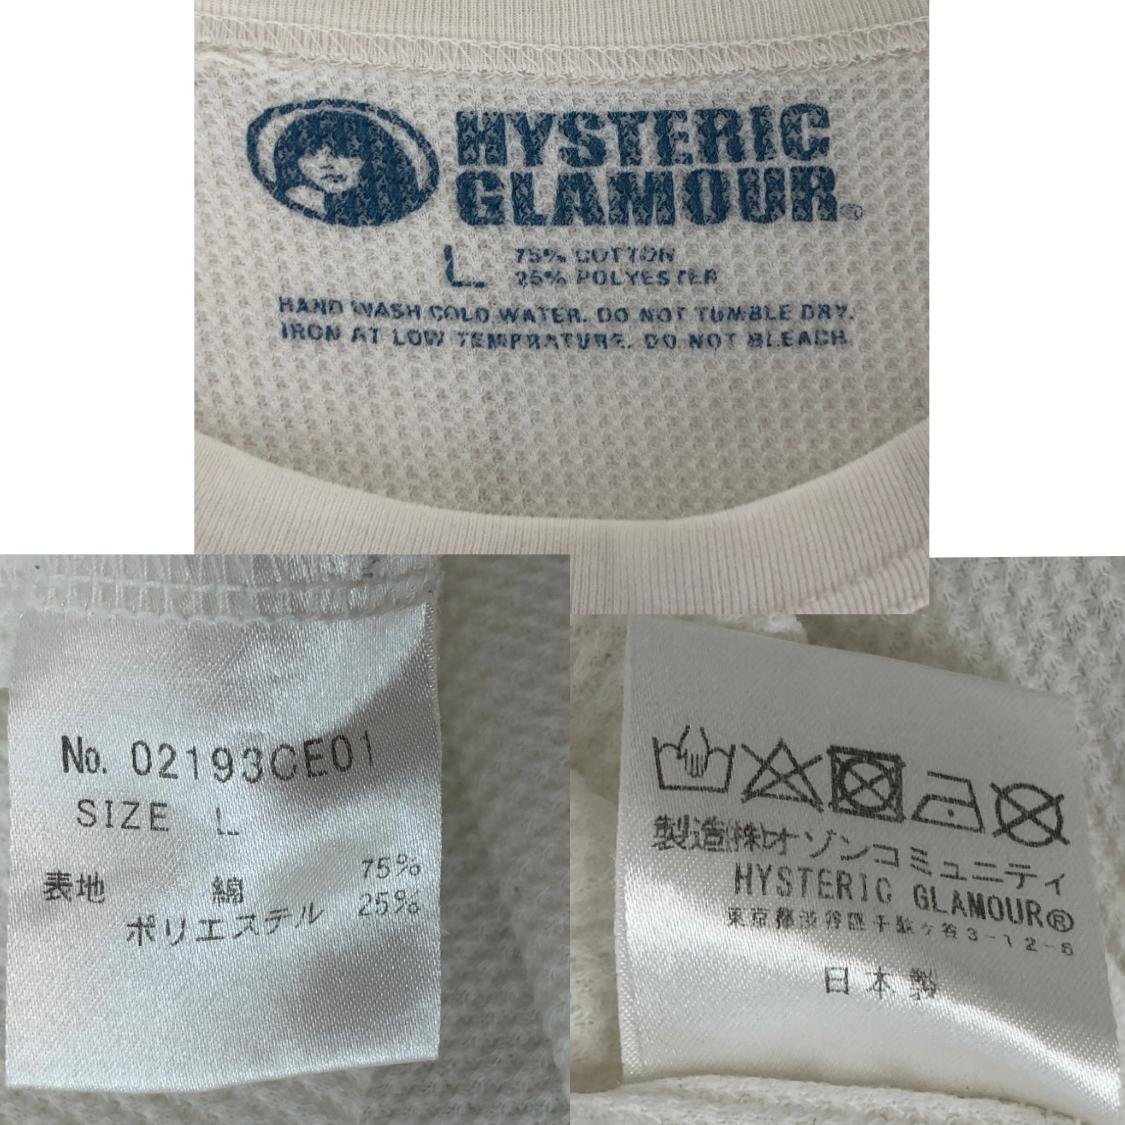 HYSTERIC
GLAMOUR®
L 75% COTTON
25% POLYESTER
HAND WASH COLD WATER. DO NOT TUMBLE DRY.
IRON AT LOW TEMPRATURE. DO NOT BLEACH.
No. 02193CE01
SIZE L
表地 綿 75%
ポリエステル 25%
製造(株)オゾンコミュニティ
HYSTERIC GLAMOUR®
東京都渋谷区千駄ヶ谷3-12-6
日本製